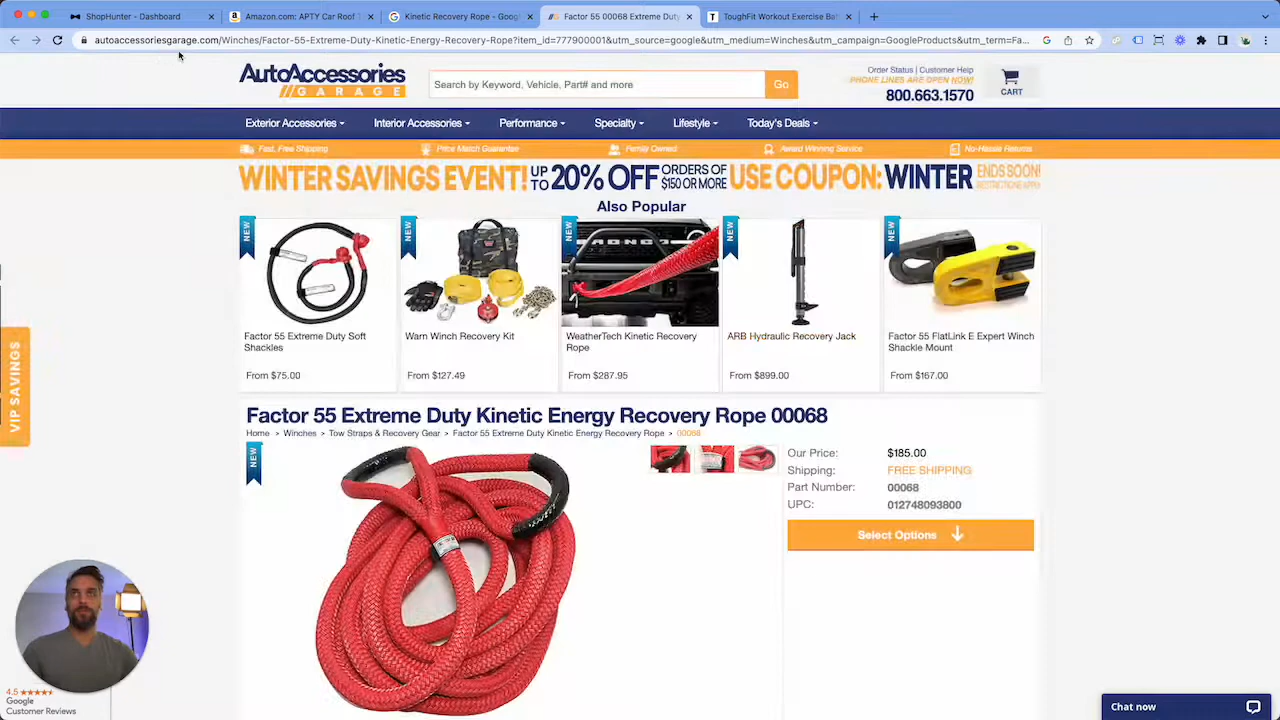 ShopHunter - Dashboard
Amazon.com: APTY Car Roof T
Kinetic Recovery Rope - Goog
Factor 55 00068 Extreme Duty
ToughFit Workout Exercise Bat
autoaccessoriesgarage.com/Winches/Factor-55-Extreme-Duty-Kinetic-Energy-Recovery-Rope?item_id=777900001&utm_source=google&utm_medium=Winches&utm_campaign=GoogleProducts&utm_term=Fa...
AutoAccessories
GARAGE
Search by Keyword, Vehicle, Part# and more
Go
Order Status | Customer Help
PHONE LINES ARE OPEN NOW!
800.663.1570
CART
Exterior Accessories
Interior Accessories
Performance
Specialty
Lifestyle
Today's Deals
Fast, Free Shipping
Price Match Guarantee
Family Owned
Award Winning Service
No-Hassle Returns
WINTER SAVINGS EVENT! UP TO 20% OFF ORDERS OF $150 OR MORE USE COUPON: WINTER ENDS SOON! RESTRICTIONS APPLY
Also Popular
NEW
NEW
NEW
NEW
NEW
BRONCO
Factor 55 Extreme Duty Soft
Shackles
From $75.00
Warn Winch Recovery Kit
From $127.49
WeatherTech Kinetic Recovery
Rope
From $287.95
ARB Hydraulic Recovery Jack
From $899.00
Factor 55 FlatLink E Expert Winch
Shackle Mount
From $167.00
VIP SAVINGS
Factor 55 Extreme Duty Kinetic Energy Recovery Rope 00068
Home > Winches > Tow Straps & Recovery Gear > Factor 55 Extreme Duty Kinetic Energy Recovery Rope > 00068
NEW
Our Price: $185.00
Shipping: FREE SHIPPING
Part Number: 00068
UPC: 012748093800
Select Options
4.5
Google
Customer Reviews
Chat now